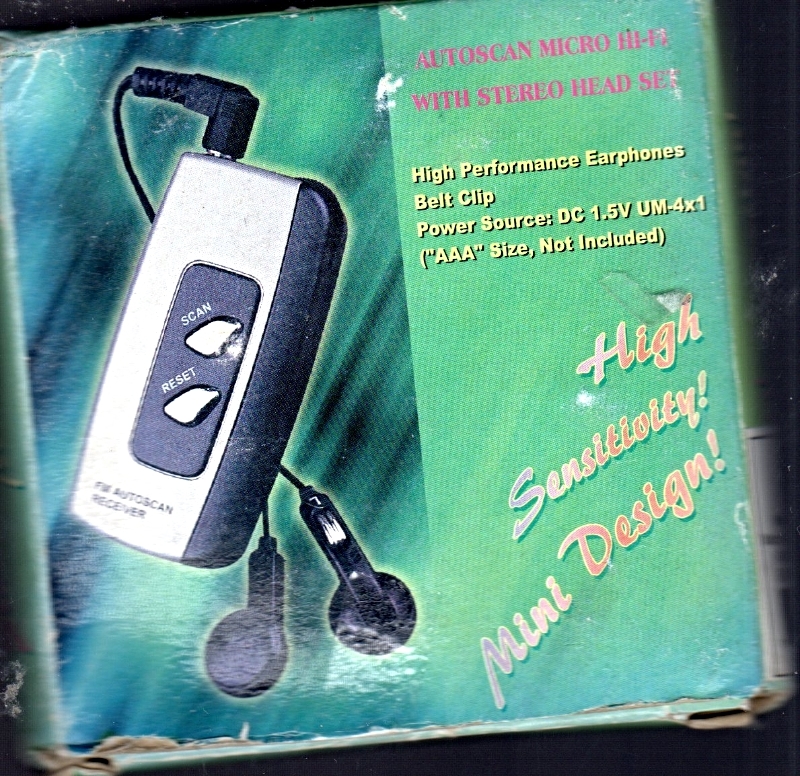 AUTOSCAN MICRO HI-FI
WITH STEREO HEAD SET
High Performance Earphones
Belt Clip
Power Source: DC 1.5V UM-4x1
("AAA" Size, Not Included)
SCAN
RESET
FM AUTOSCAN
RECEIVER
High
Sensitivity!
Mini Design!